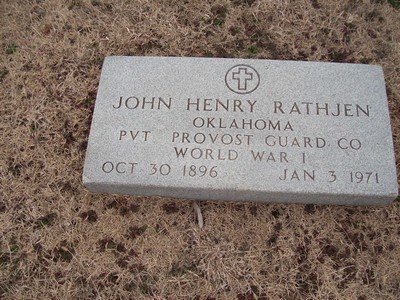 JOHN HENRY RATHJEN
OKLAHOMA
PVT PROVOST GUARD CO
WORLD WAR I
OCT 30 1896 JAN 3 1971